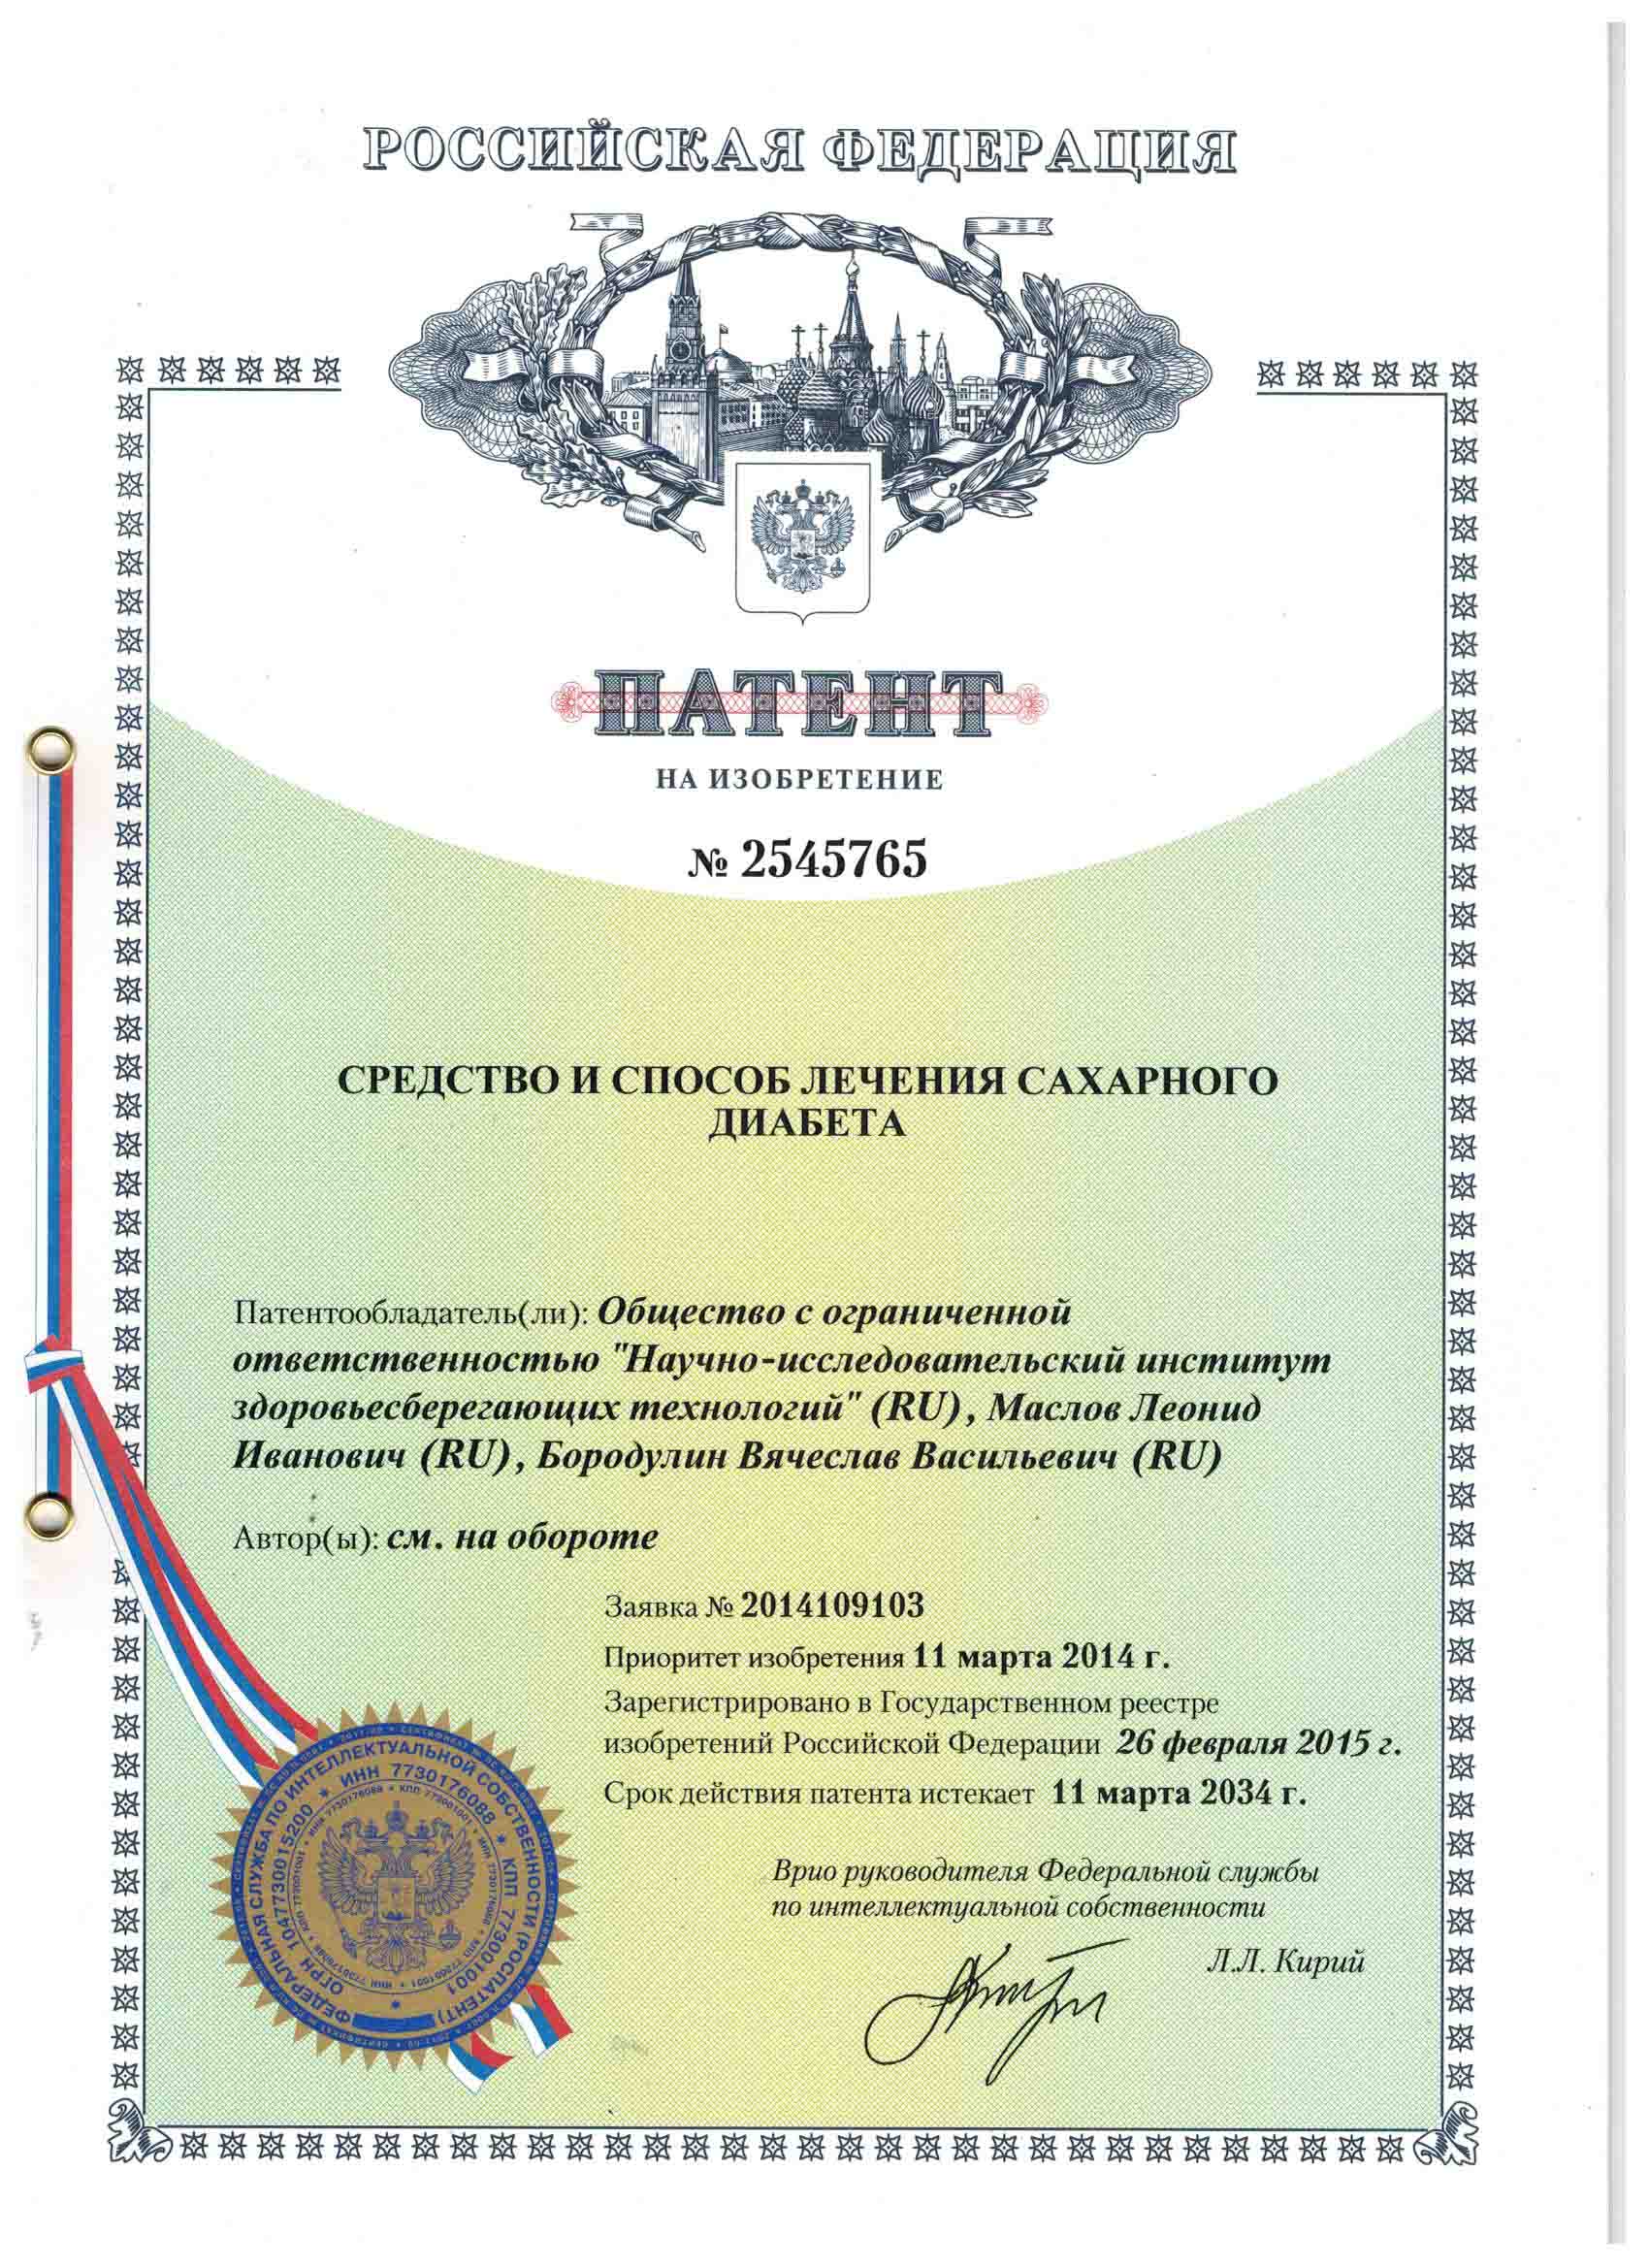 РОССИЙСКАЯ ФЕДЕРАЦИЯ
ПАТЕНТ
НА ИЗОБРЕТЕНИЕ
№ 2545765
СРЕДСТВО И СПОСОБ ЛЕЧЕНИЯ САХАРНОГО
ДИАБЕТА
Патентообладатель(ли): Общество с ограниченной
ответственностью "Научно-исследовательский институт
здоровьесберегающих технологий" (RU), Маслов Леонид
Иванович (RU), Бородулин Вячеслав Васильевич (RU)
Автор(ы): см. на обороте
Заявка № 2014109103
Приоритет изобретения 11 марта 2014 г.
Зарегистрировано в Государственном реестре
изобретений Российской Федерации 26 февраля 2015 г.
Срок действия патента истекает 11 марта 2034 г.
Врио руководителя Федеральной службы
по интеллектуальной собственности
Л.Л. Кирий
ФЕДЕРАЛЬНАЯ СЛУЖБА ПО ИНТЕЛЛЕКТУАЛЬНОЙ СОБСТВЕННОСТИ (РОСПАТЕНТ)
ОГРН 1047730015200 * ИНН 7730176088 * КПП 773001001